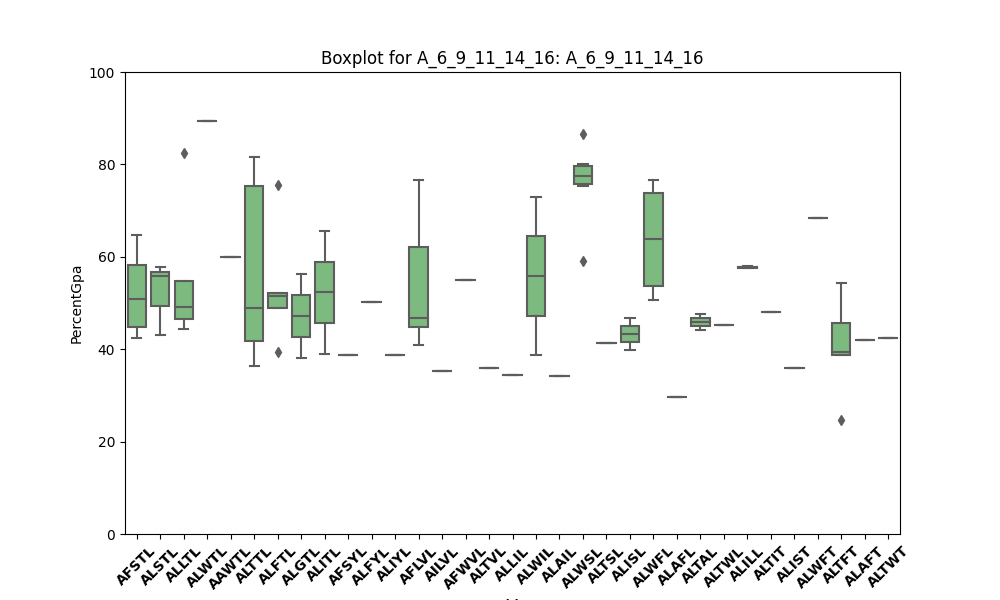 Boxplot for A_6_9_11_14_16: A_6_9_11_14_16
PercentGpa
100
80
60
40
20
0
AFSTL
ALSTL
ALLTL
ALWTL
AAWTL
ALTTL
ALFTL
ALGTL
ALITL
AFSYL
ALFYL
ALIYL
AFLVL
AILVL
AFWVL
ALTVL
ALLIL
ALWIL
ALAIL
ALWSL
ALTSL
ALISL
ALWFL
ALAFL
ALTAL
ALTWL
ALILL
ALTIT
ALIST
ALWFT
ALTFT
ALAFT
ALTWT